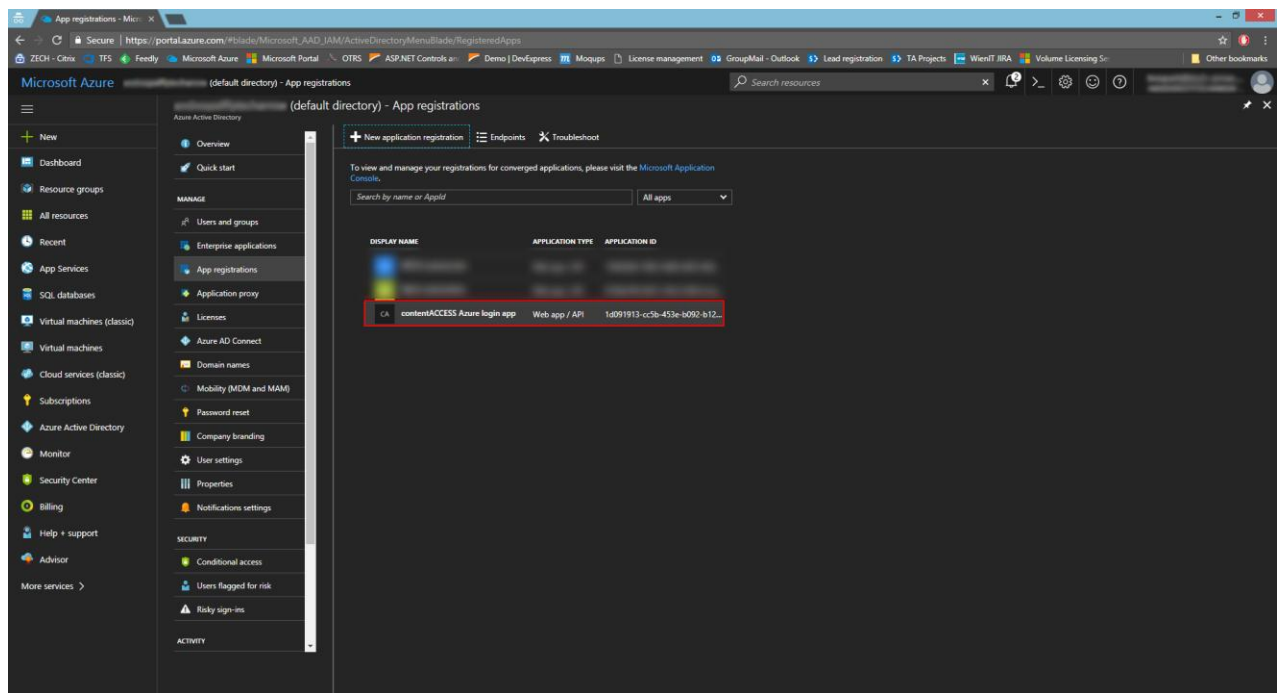 App registrations - Micr
Secure | https://portal.azure.com/#blade/Microsoft_AAD_IAM/ActiveDirectoryMenuBlade/RegisteredApps
ZECH - Citrix TFS Feedly Microsoft Azure Microsoft Portal OTRS ASP.NET Controls an Demo | DevExpress Moqups License management GroupMail - Outlook Lead registration TA Projects WienIT JIRA Volume Licensing Se Other bookmarks
Microsoft Azure (default directory) - App registrations
Search resources
(default directory) - App registrations
Azure Active Directory
New
Dashboard
Resource groups
All resources
Recent
App Services
SQL databases
Virtual machines (classic)
Virtual machines
Cloud services (classic)
Subscriptions
Azure Active Directory
Monitor
Security Center
Billing
Help + support
Advisor
More services >
Overview
Quick start
MANAGE
Users and groups
Enterprise applications
App registrations
Application proxy
Licenses
Azure AD Connect
Domain names
Mobility (MDM and MAM)
Password reset
Company branding
User settings
Properties
Notifications settings
SECURITY
Conditional access
Users flagged for risk
Risky sign-ins
ACTIVITY
New application registration Endpoints Troubleshoot
To view and manage your registrations for converged applications, please visit the Microsoft Application
Console.
Search by name or AppId All apps
DISPLAY NAME APPLICATION TYPE APPLICATION ID
CA contentACCESS Azure login app Web app / API 1d091913-cc5b-453e-b092-b12...